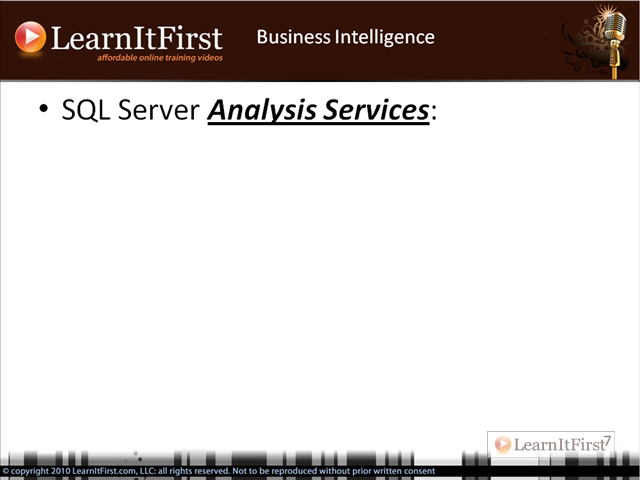 LearnItFirst
affordable online training videos
Business Intelligence
• SQL Server Analysis Services:
LearnItFirst
7
© copyright 2010 LearnItFirst.com, LLC: all rights reserved. Not to be reproduced without prior written consent